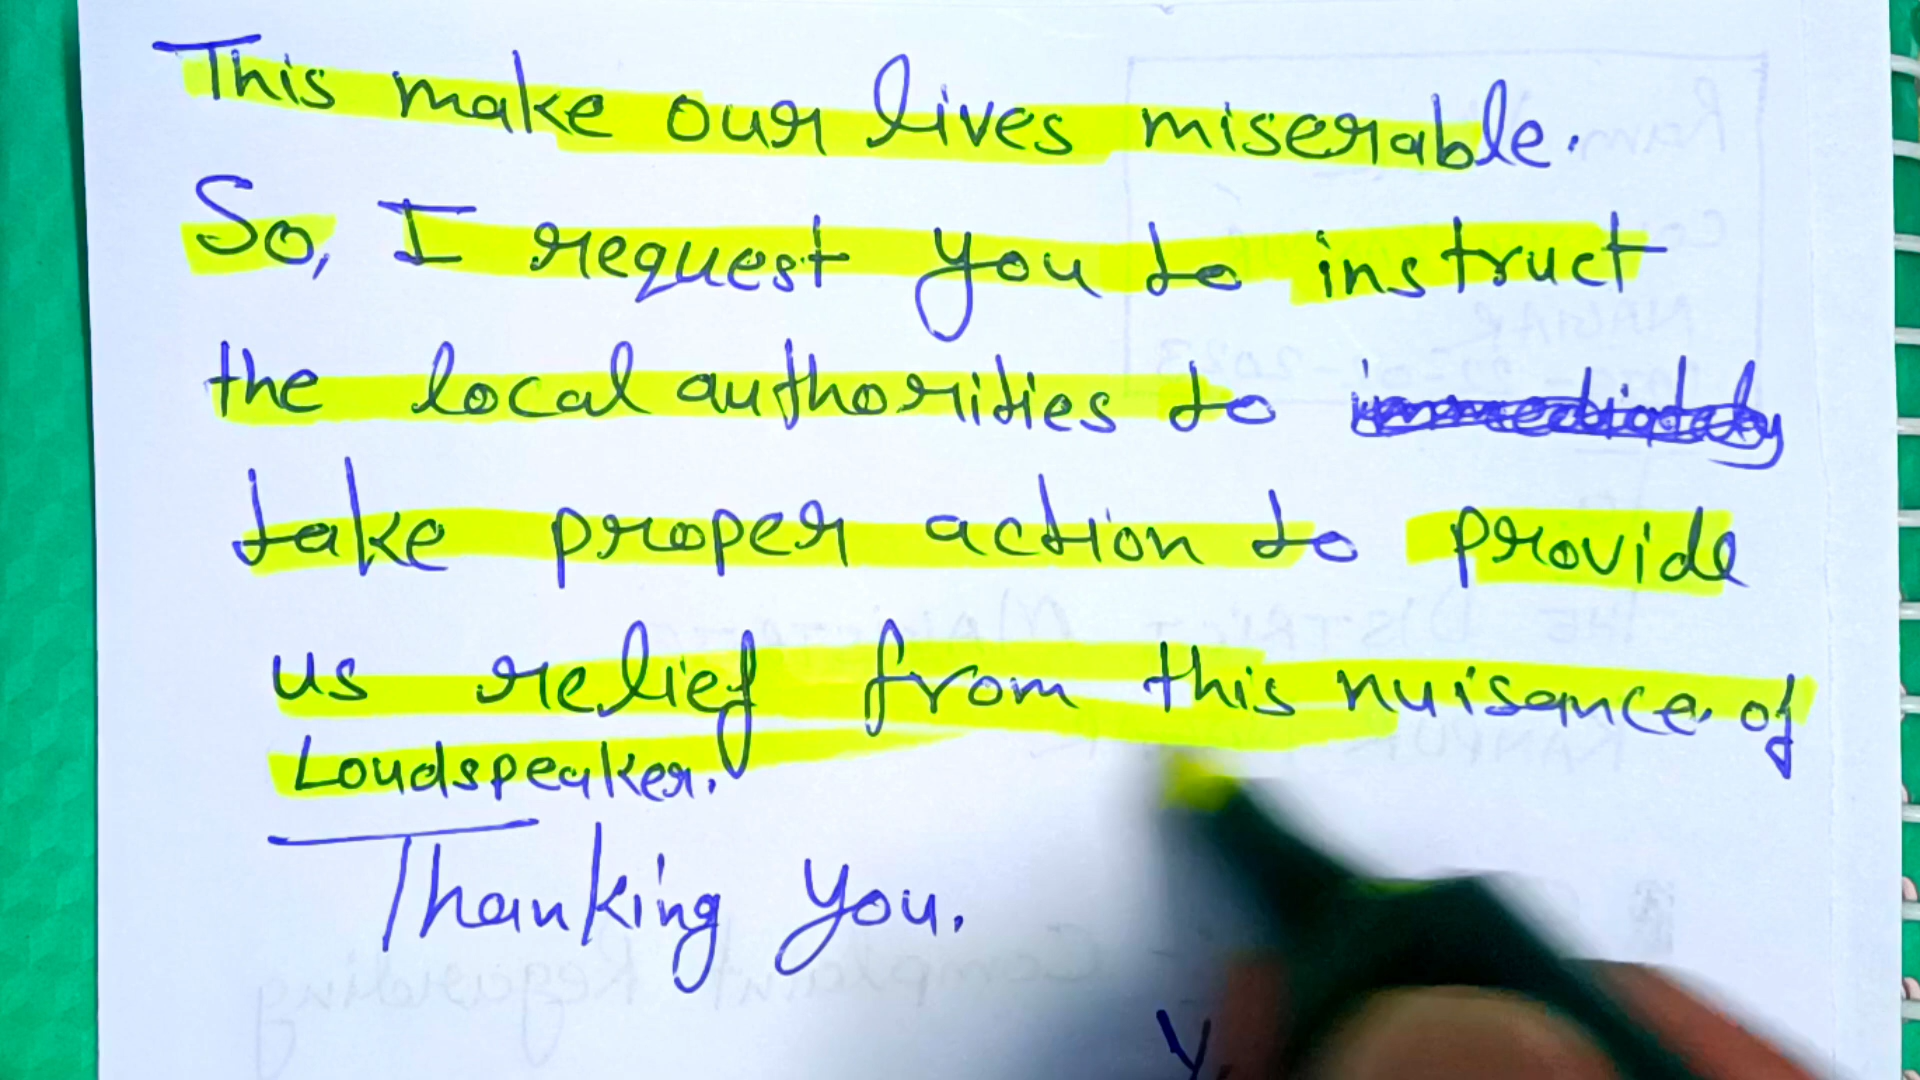 This make our lives miserable.
So, I request you to instruct
the local authorities to immediately
take proper action to provide
us relief from this nuisance of
Loudspeaker.
Thanking you.
Y